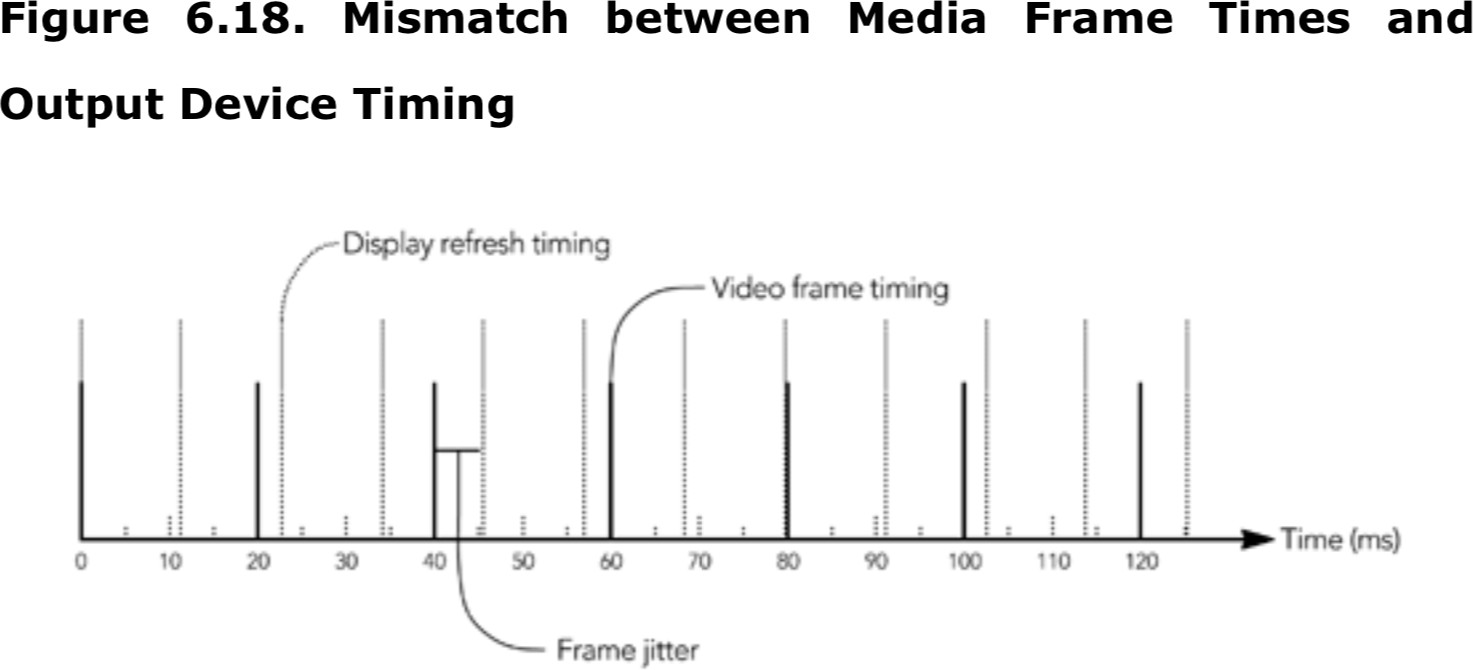 Figure 6.18. Mismatch between Media Frame Times and
Output Device Timing
Display refresh timing
Video frame timing
0 10 20 30 40 50 60 70 80 90 100 110 120
Time (ms)
Frame jitter